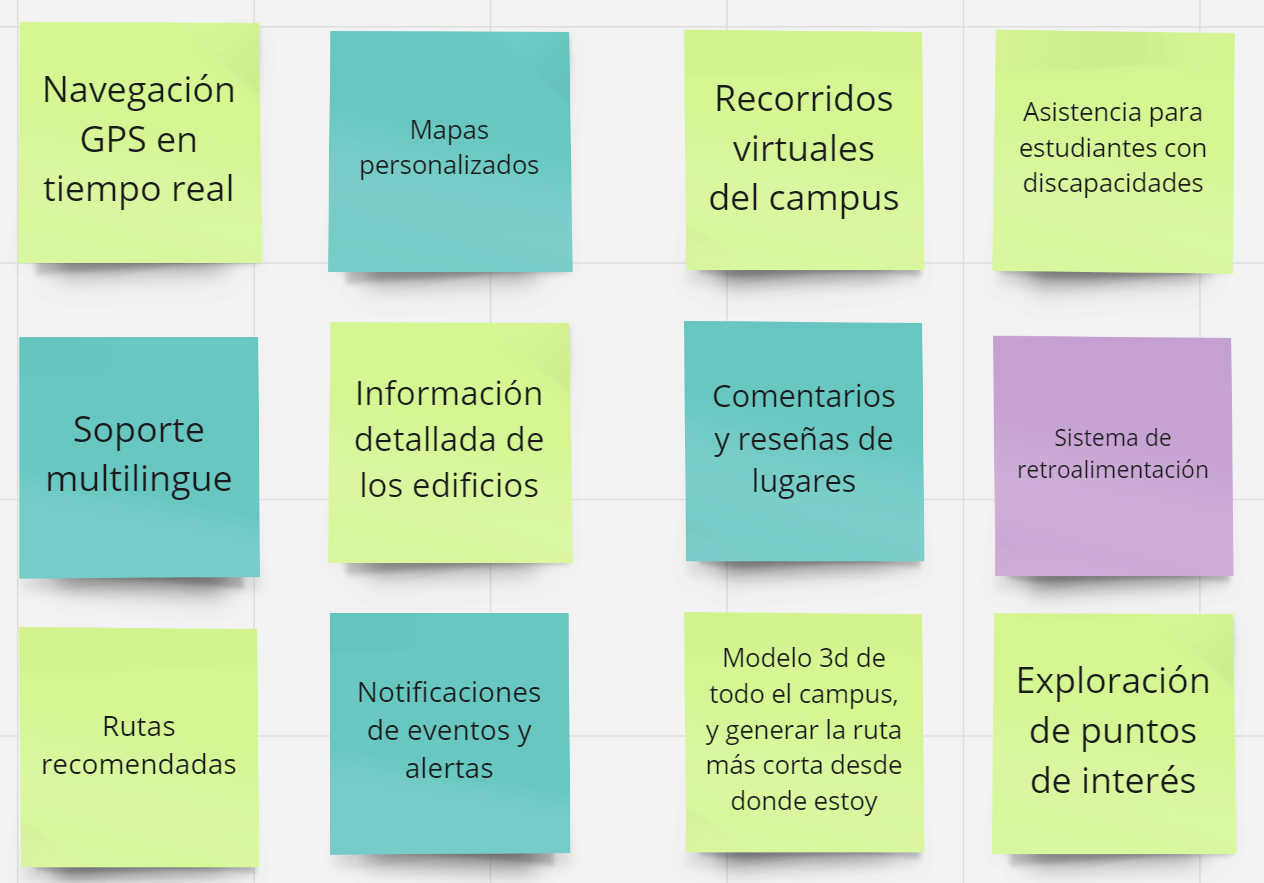 Navegación
GPS en
tiempo real
Mapas
personalizados
Recorridos
virtuales
del campus
Asistencia para
estudiantes con
discapacidades
Soporte
multilingue
Información
detallada de
los edificios
Comentarios
y reseñas de
lugares
Sistema de
retroalimentación
Rutas
recomendadas
Notificaciones
de eventos y
alertas
Modelo 3d de
todo el campus,
y generar la ruta
más corta desde
donde estoy
Exploración
de puntos
de interés